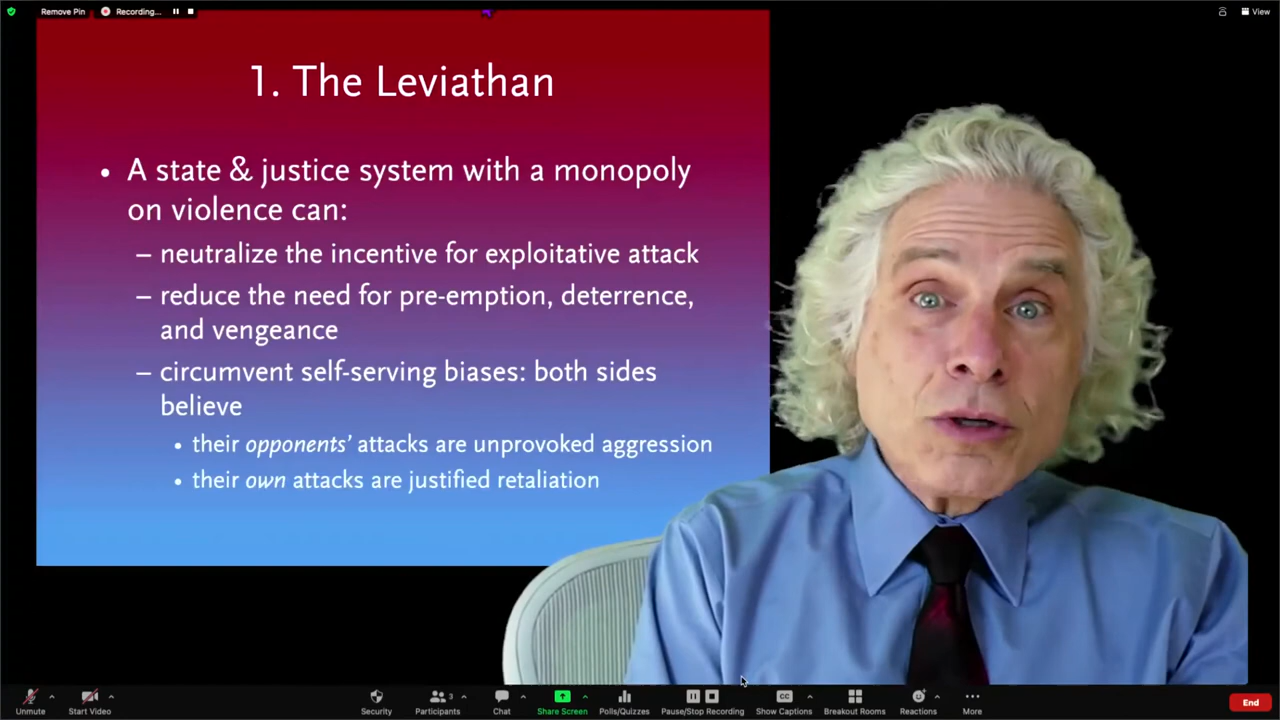 Remove Pin
Recording...
View
1. The Leviathan
• A state & justice system with a monopoly
on violence can:
– neutralize the incentive for exploitative attack
– reduce the need for pre-emption, deterrence,
and vengeance
– circumvent self-serving biases: both sides
believe
• their opponents’ attacks are unprovoked aggression
• their own attacks are justified retaliation
Unmute
Start Video
Security
Participants
3
Chat
Share Screen
Polls/Quizzes
Pause/Stop Recording
CC
Show Captions
Breakout Rooms
Reactions
More
End